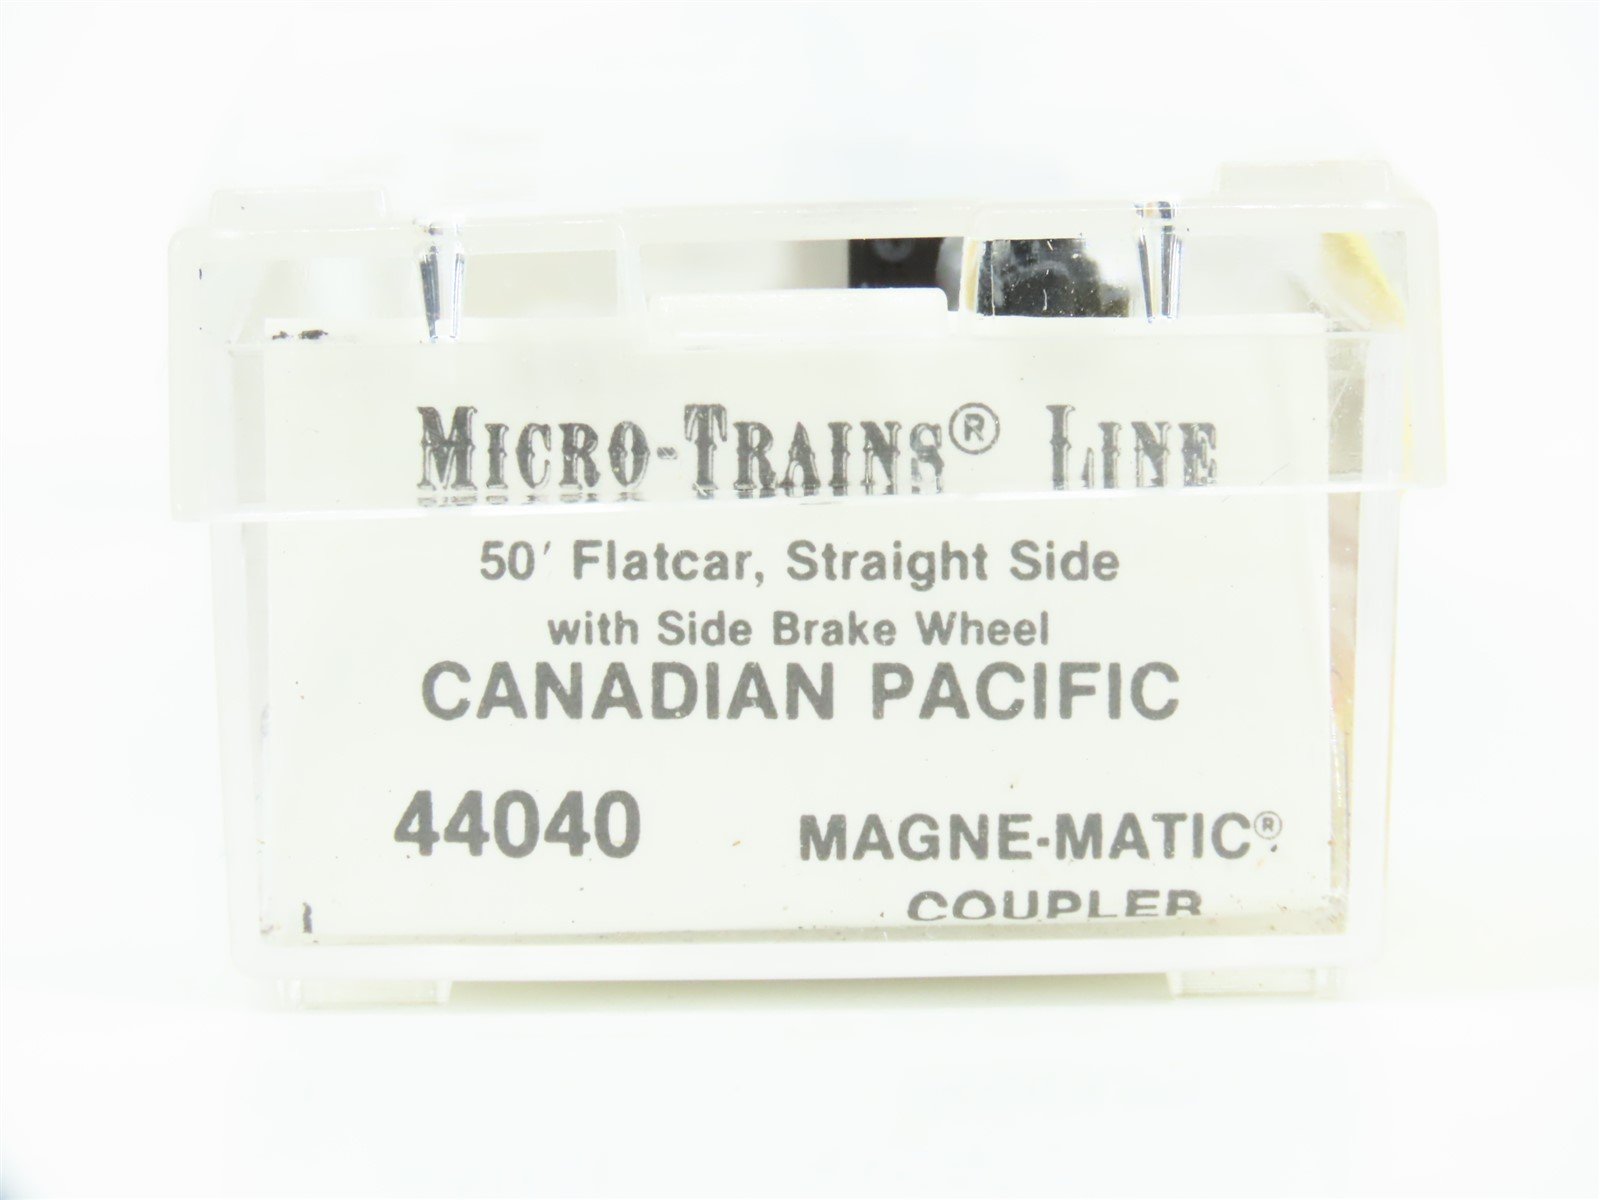 MICRO-TRAINS® LINE
50' Flatcar, Straight Side
with Side Brake Wheel
CANADIAN PACIFIC
44040
MAGNE-MATIC®
COUPLER